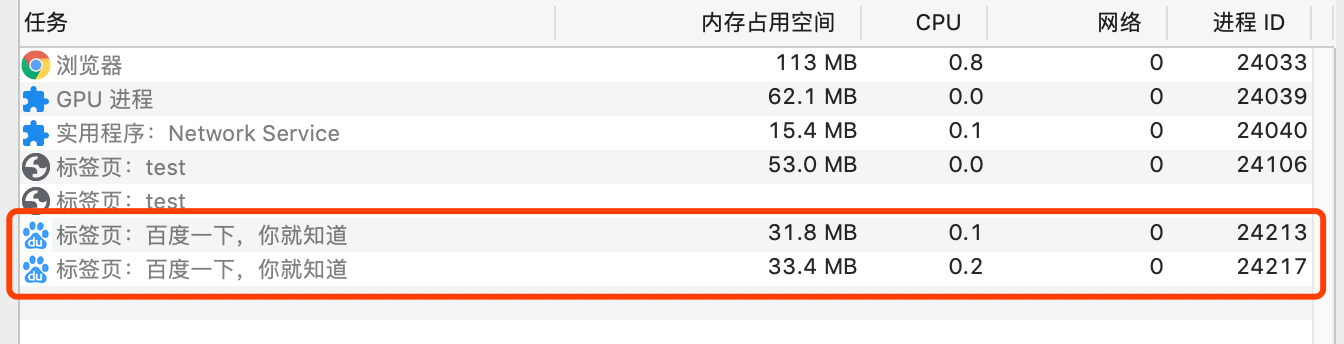 任务 内存占用空间 CPU 网络 进程 ID
浏览器 113 MB 0.8 0 24033
GPU 进程 62.1 MB 0.0 0 24039
实用程序：Network Service 15.4 MB 0.1 0 24040
标签页：test 53.0 MB 0.0 0 24106
标签页：test
du 标签页：百度一下，你就知道 31.8 MB 0.1 0 24213
du 标签页：百度一下，你就知道 33.4 MB 0.2 0 24217